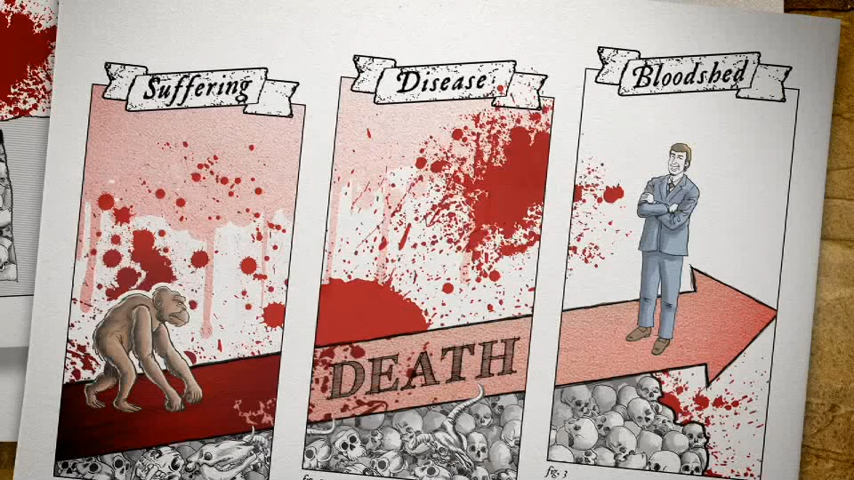 Suffering
Disease
Bloodshed
DEATH
fig. 3